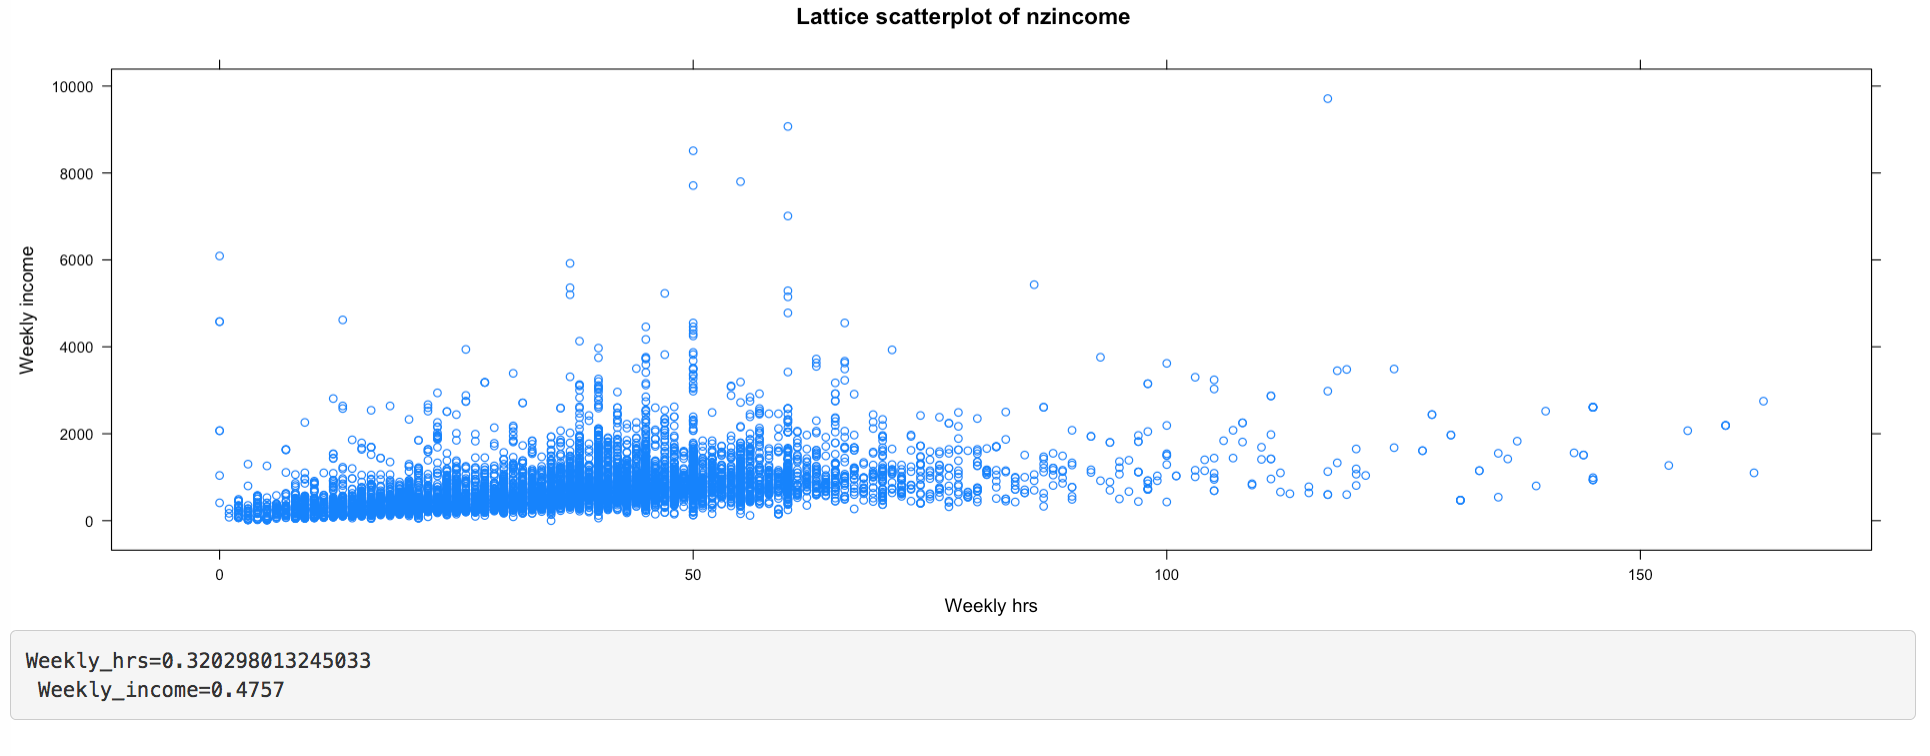 Lattice scatterplot of nzincome
10000
8000
6000
4000
2000
0
Weekly income
0 50 100 150
Weekly hrs
Weekly_hrs=0.320298013245033
Weekly_income=0.4757